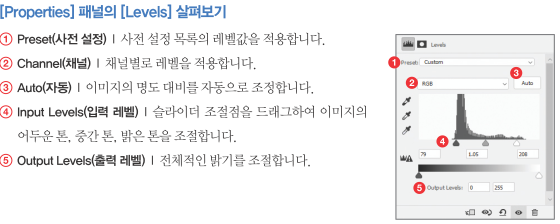 [Properties] 패널의 [Levels] 살펴보기
① Preset(사전 설정) | 사전 설정 목록의 레벨값을 적용합니다.
② Channel(채널) | 채널별로 레벨을 적용합니다.
③ Auto(자동) | 이미지의 명도 대비를 자동으로 조정합니다.
④ Input Levels(입력 레벨) | 슬라이더 조절점을 드래그하여 이미지의
어두운 톤, 중간 톤, 밝은 톤을 조절합니다.
⑤ Output Levels(출력 레벨) | 전체적인 밝기를 조절합니다.
Levels
① Preset: Custom
③
② RGB Auto
④
79 1.05 208
⑤ Output Levels: 0 255